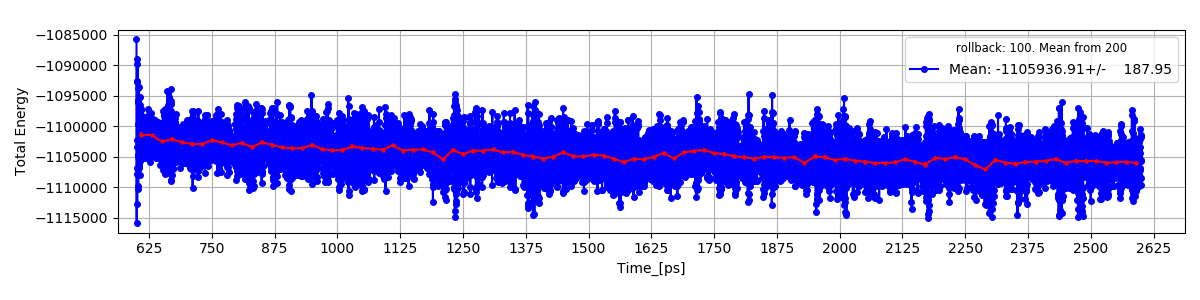 −1085000
−1090000
−1095000
−1100000
−1105000
−1110000
−1115000
Total Energy
rollback: 100. Mean from 200
Mean: -1105936.91+/- 187.95
625 750 875 1000 1125 1250 1375 1500 1625 1750 1875 2000 2125 2250 2375 2500 2625
Time_[ps]